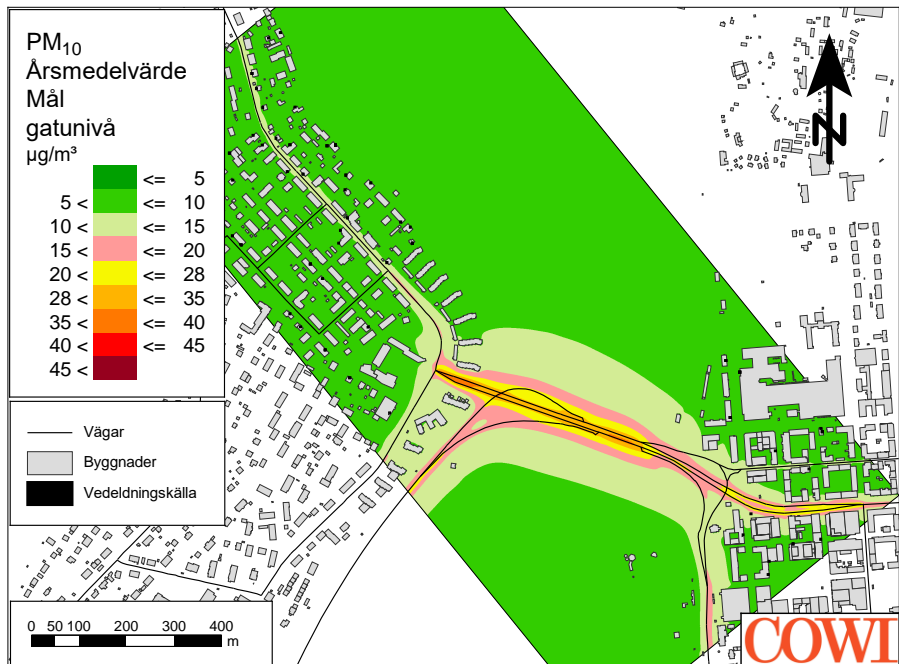 PM₁₀
Årsmedelvärde
Mål
gatunivå
µg/m³
<= 5
5 < <= 10
10 < <= 15
15 < <= 20
20 < <= 28
28 < <= 35
35 < <= 40
40 < <= 45
45 <
Vägar
Byggnader
Vedeldningskälla
0 50 100 200 300 400
m
N
COWI